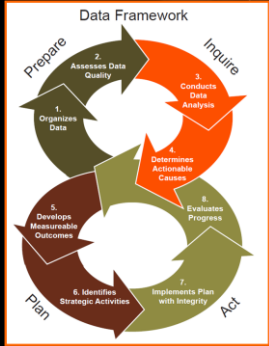 Data Framework
Prepare
Inquire
1.
Organizes
Data
2.
Assesses Data
Quality
3.
Conducts
Data
Analysis
4.
Determines
Actionable
Causes
5.
Develops
Measureable
Outcomes
6. Identifies
Strategic Activities
7.
Implements Plan
with Integrity
8.
Evaluates
Progress
Plan
Act